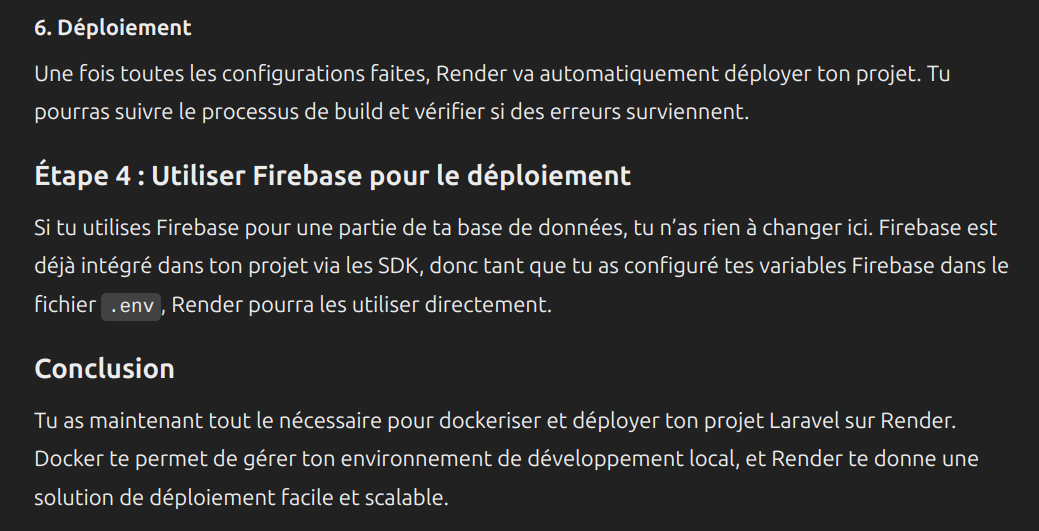 6. Déploiement
Une fois toutes les configurations faites, Render va automatiquement déployer ton projet. Tu
pourras suivre le processus de build et vérifier si des erreurs surviennent.
Étape 4 : Utiliser Firebase pour le déploiement
Si tu utilises Firebase pour une partie de ta base de données, tu n’as rien à changer ici. Firebase est
déjà intégré dans ton projet via les SDK, donc tant que tu as configuré tes variables Firebase dans le
fichier .env, Render pourra les utiliser directement.
Conclusion
Tu as maintenant tout le nécessaire pour dockeriser et déployer ton projet Laravel sur Render.
Docker te permet de gérer ton environnement de développement local, et Render te donne une
solution de déploiement facile et scalable.